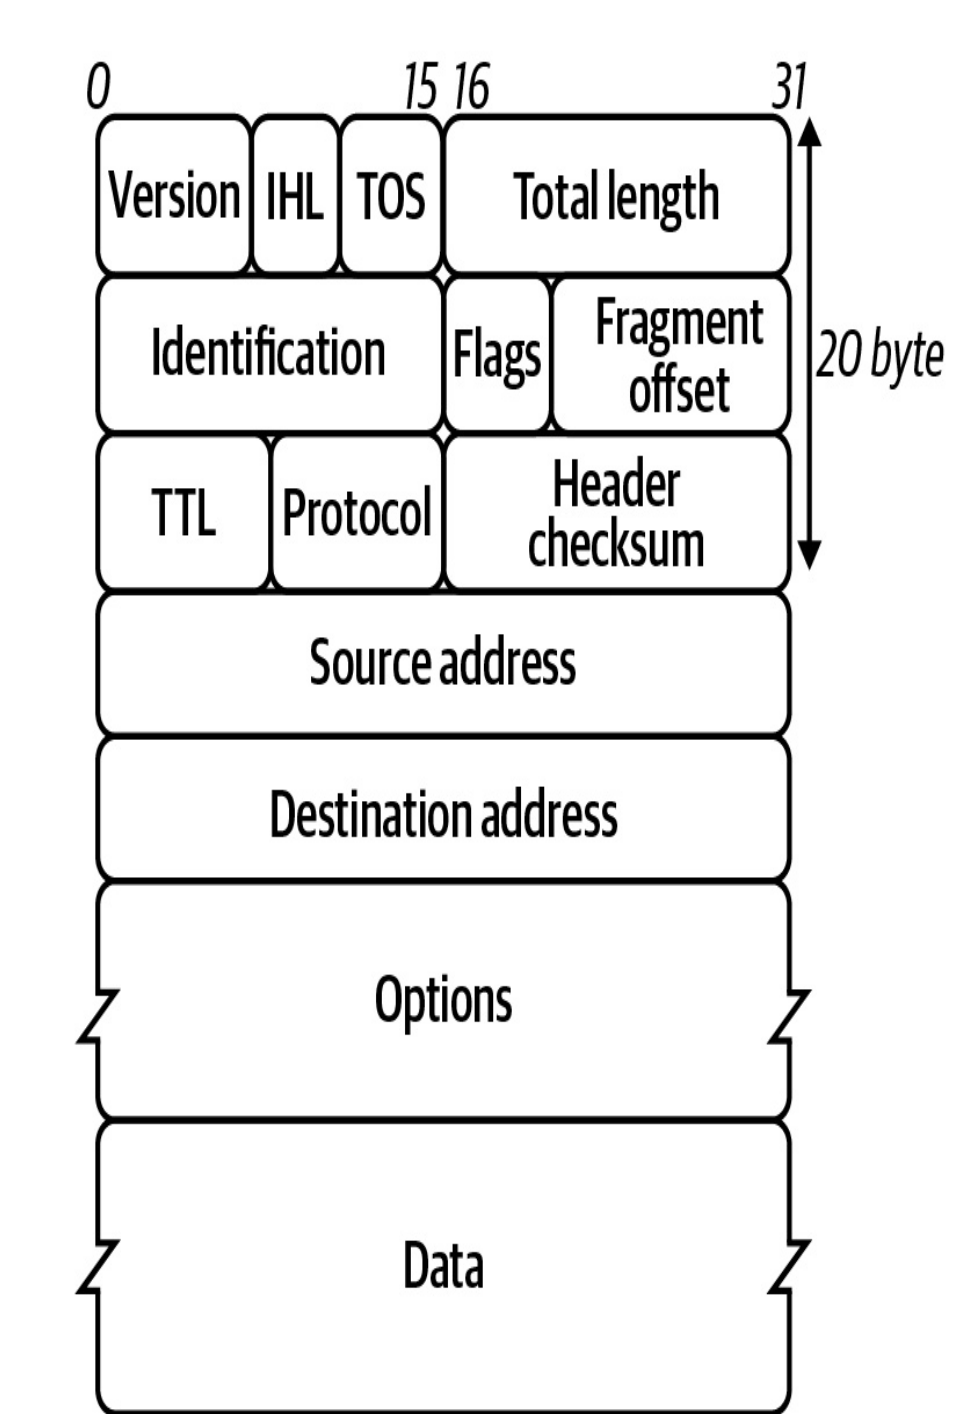 0 15 16 31
Version IHL TOS Total length
Identification Flags Fragment
offset
20 byte
TTL Protocol Header
checksum
Source address
Destination address
Options
Data